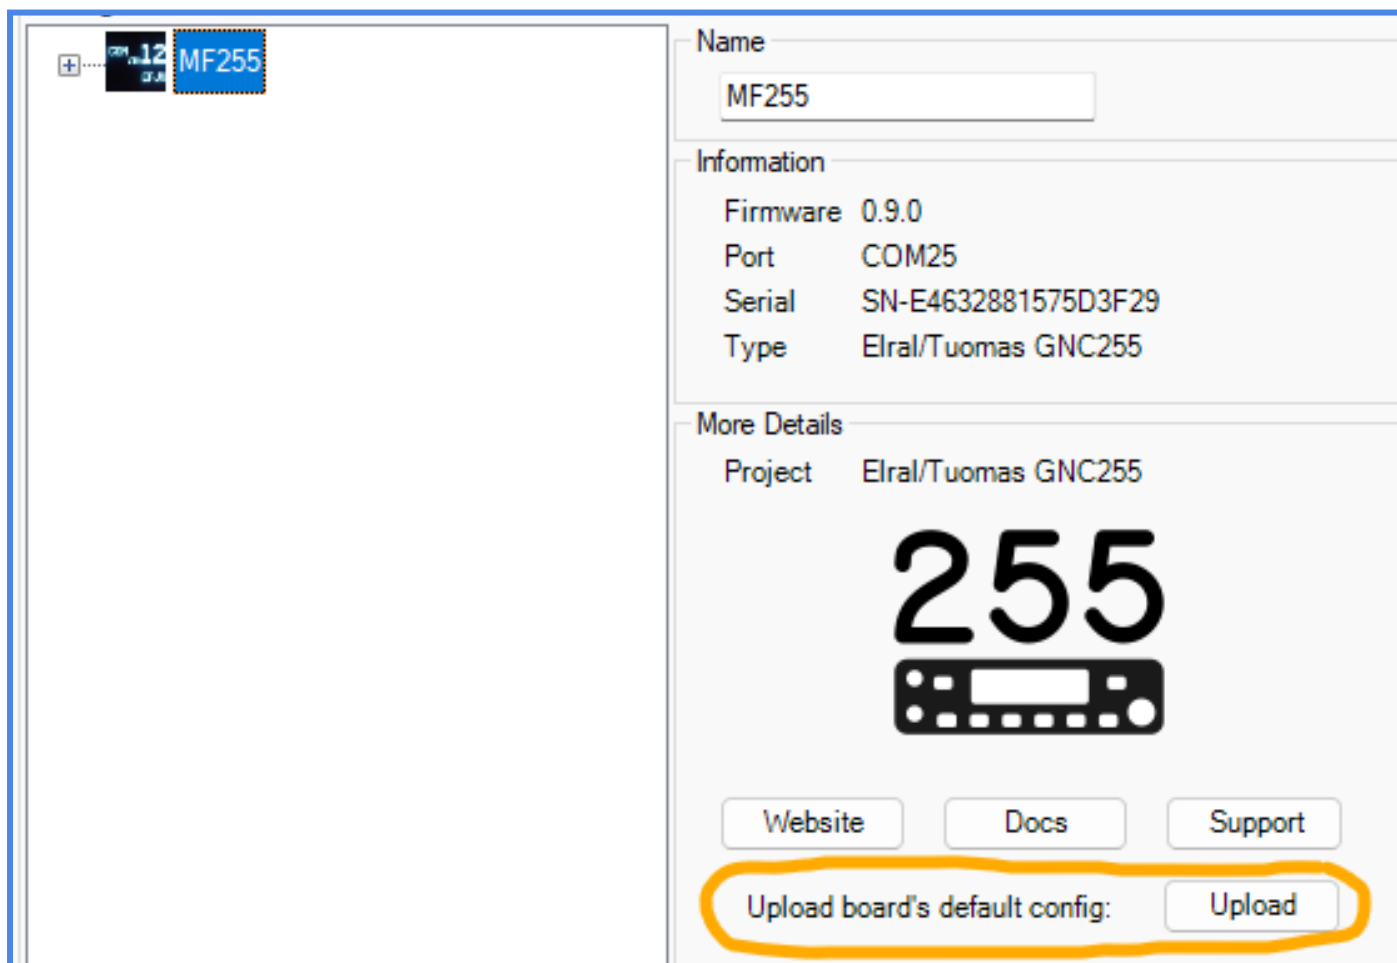 MF255
Name
MF255
Information
Firmware 0.9.0
Port COM25
Serial SN-E4632881575D3F29
Type Elral/Tuomas GNC255
More Details
Project Elral/Tuomas GNC255
255
Website Docs Support
Upload board's default config: Upload